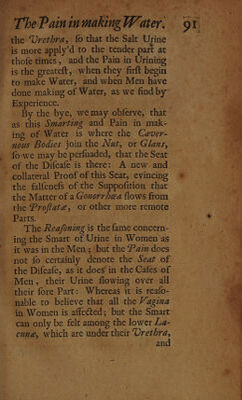 The Pain in making Water. 91
the Urethra, ſo that the Salt Urine
is more apply'd to the tender part at
thoſe times, and the Pain in Urining
is the greateſt, when they firſt begin
to make Water, and when Men have
done making of Water, as we find by
Experience.
By the bye, we may obſerve, that
as this Smarting and Pain in mak-
ing of Water is where the Caver-
nous Bodies join the Nut, or Glans,
ſo we may be perſuaded, that the Seat
of the Diſeaſe is there: A new and
collateral Proof of this Seat, evincing
the falſeneſs of the Suppoſition that
the Matter of a Gonorrhæa flows from
the Proſtatæ, or other more remote
Parts.
The Reaſoning is the ſame concern-
ing the Smart of Urine in Women as
it was in the Men; but the Pain does
not ſo certainly denote the Seat of
the Diſeaſe, as it does in the Caſes of
Men, their Urine flowing over all
their ſore Part: Whereas it is reaſo-
nable to believe that all the Vagina
in Women is affected; but the Smart
can only be felt among the lower La-
cunæ, which are under their Urethra,
and